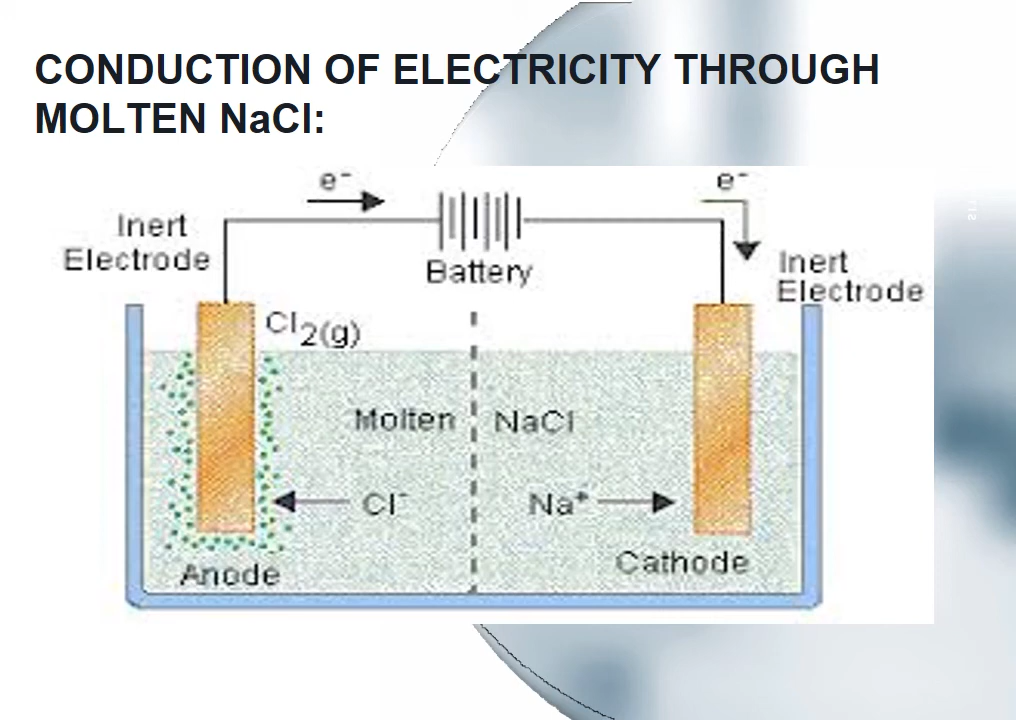 CONDUCTION OF ELECTRICITY THROUGH
MOLTEN NaCl:
e⁻
e⁻
Inert
Electrode
Battery
Inert
Electrode
Cl₂(g)
Molten
NaCl
Cl⁻
Na⁺
Anode
Cathode